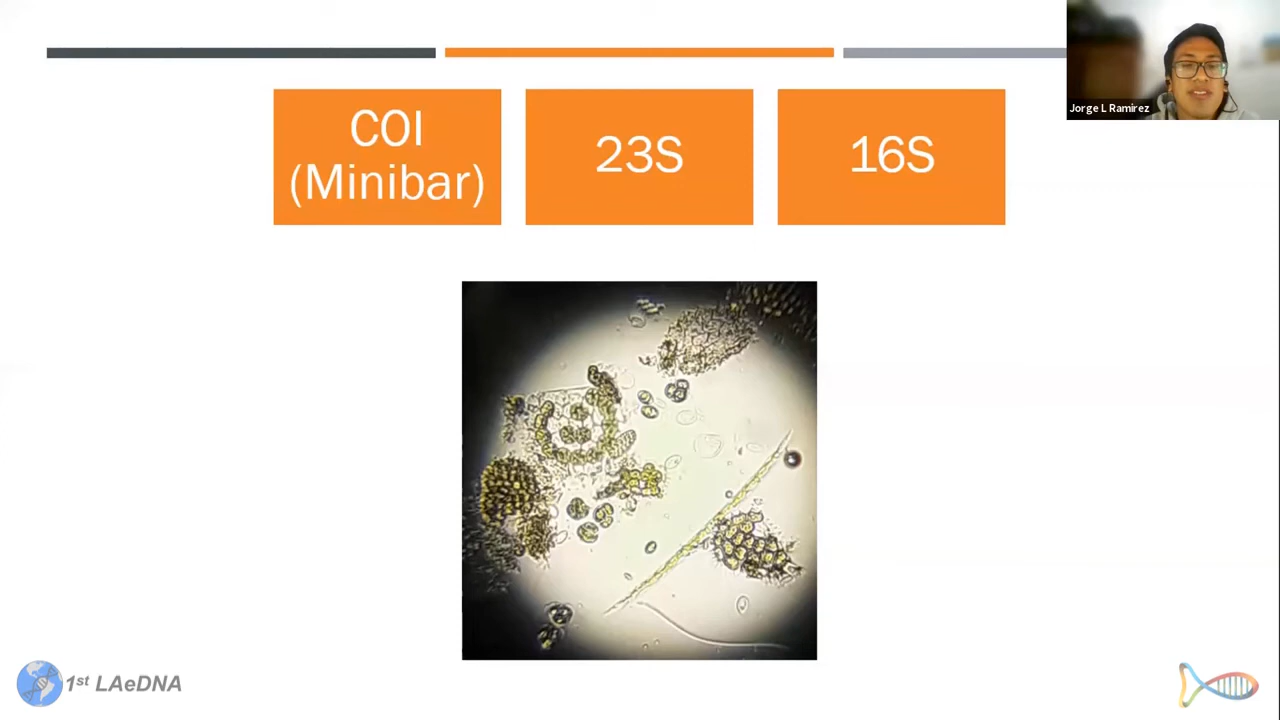 COI
(Minibar)
23S
16S
Jorge L Ramirez
1st LAeDNA